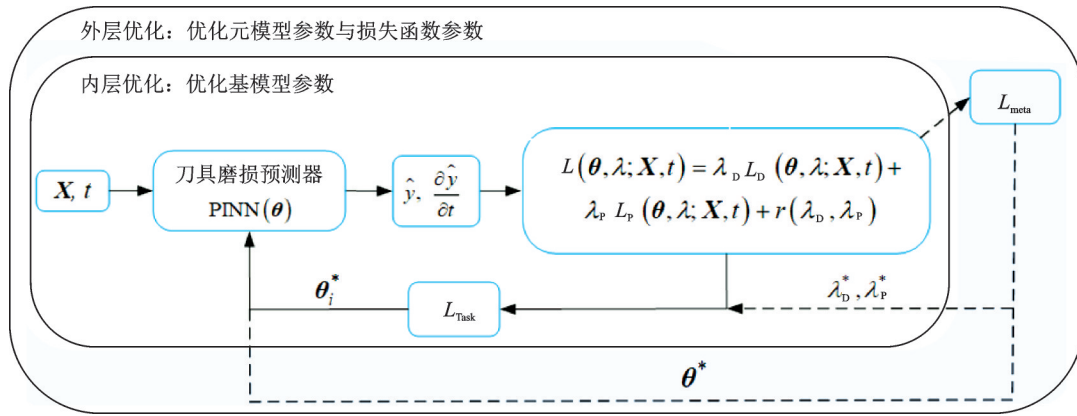 外层优化：优化元模型参数与损失函数参数
内层优化：优化基模型参数
X, t
刀具磨损预测器
PINN(θ)
ŷ, ∂ŷ/∂t
L(θ,λ;X,t)=λ_D L_D(θ,λ;X,t)+
λ_P L_P(θ,λ;X,t)+r(λ_D,λ_P)
L_meta
θ_i^*
L_Task
λ_D^*,λ_P^*
θ^*